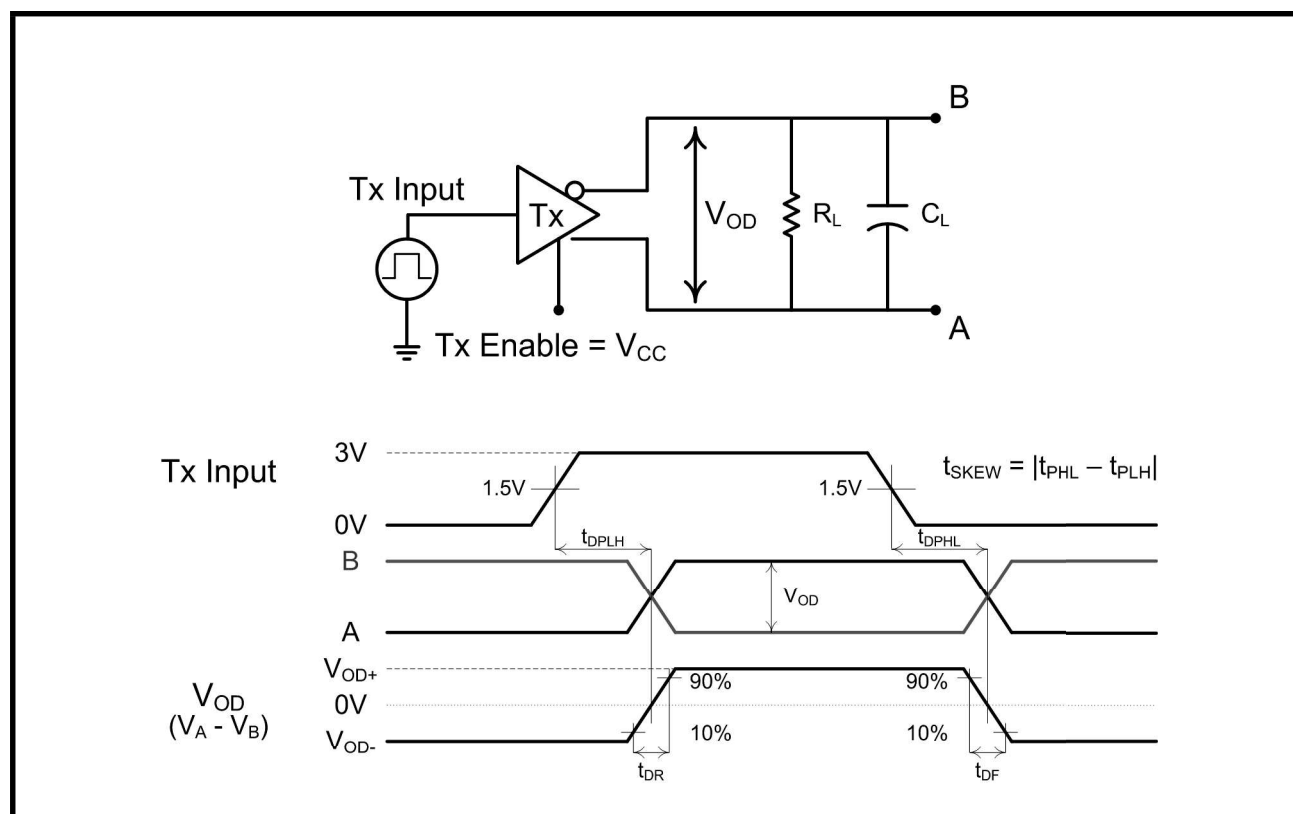 B
Tx Input
Tx
V_OD
R_L
C_L
A
Tx Enable = V_CC
Tx Input
3V
1.5V
1.5V
t_SKEW = |t_PHL – t_PLH|
0V
t_DPLH
t_DPHL
B
V_OD
A
V_OD+
90%
90%
V_OD
(V_A - V_B)
0V
10%
10%
V_OD-
t_DR
t_DF